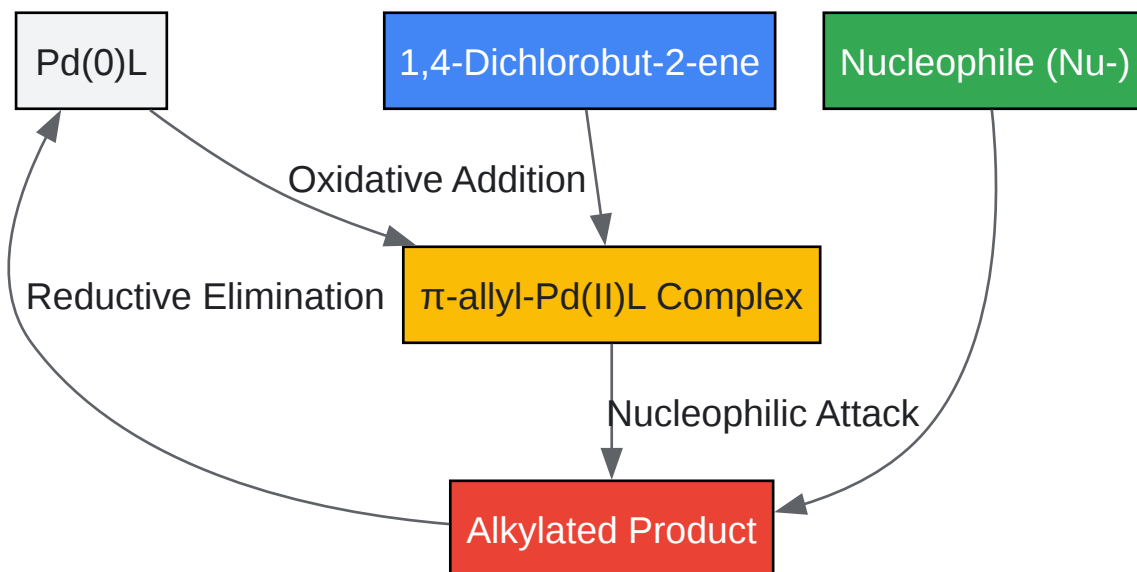 Pd(0)L
1,4-Dichlorobut-2-ene
Nucleophile (Nu-)
Oxidative Addition
Reductive Elimination
π-allyl-Pd(II)L Complex
Nucleophilic Attack
Alkylated Product